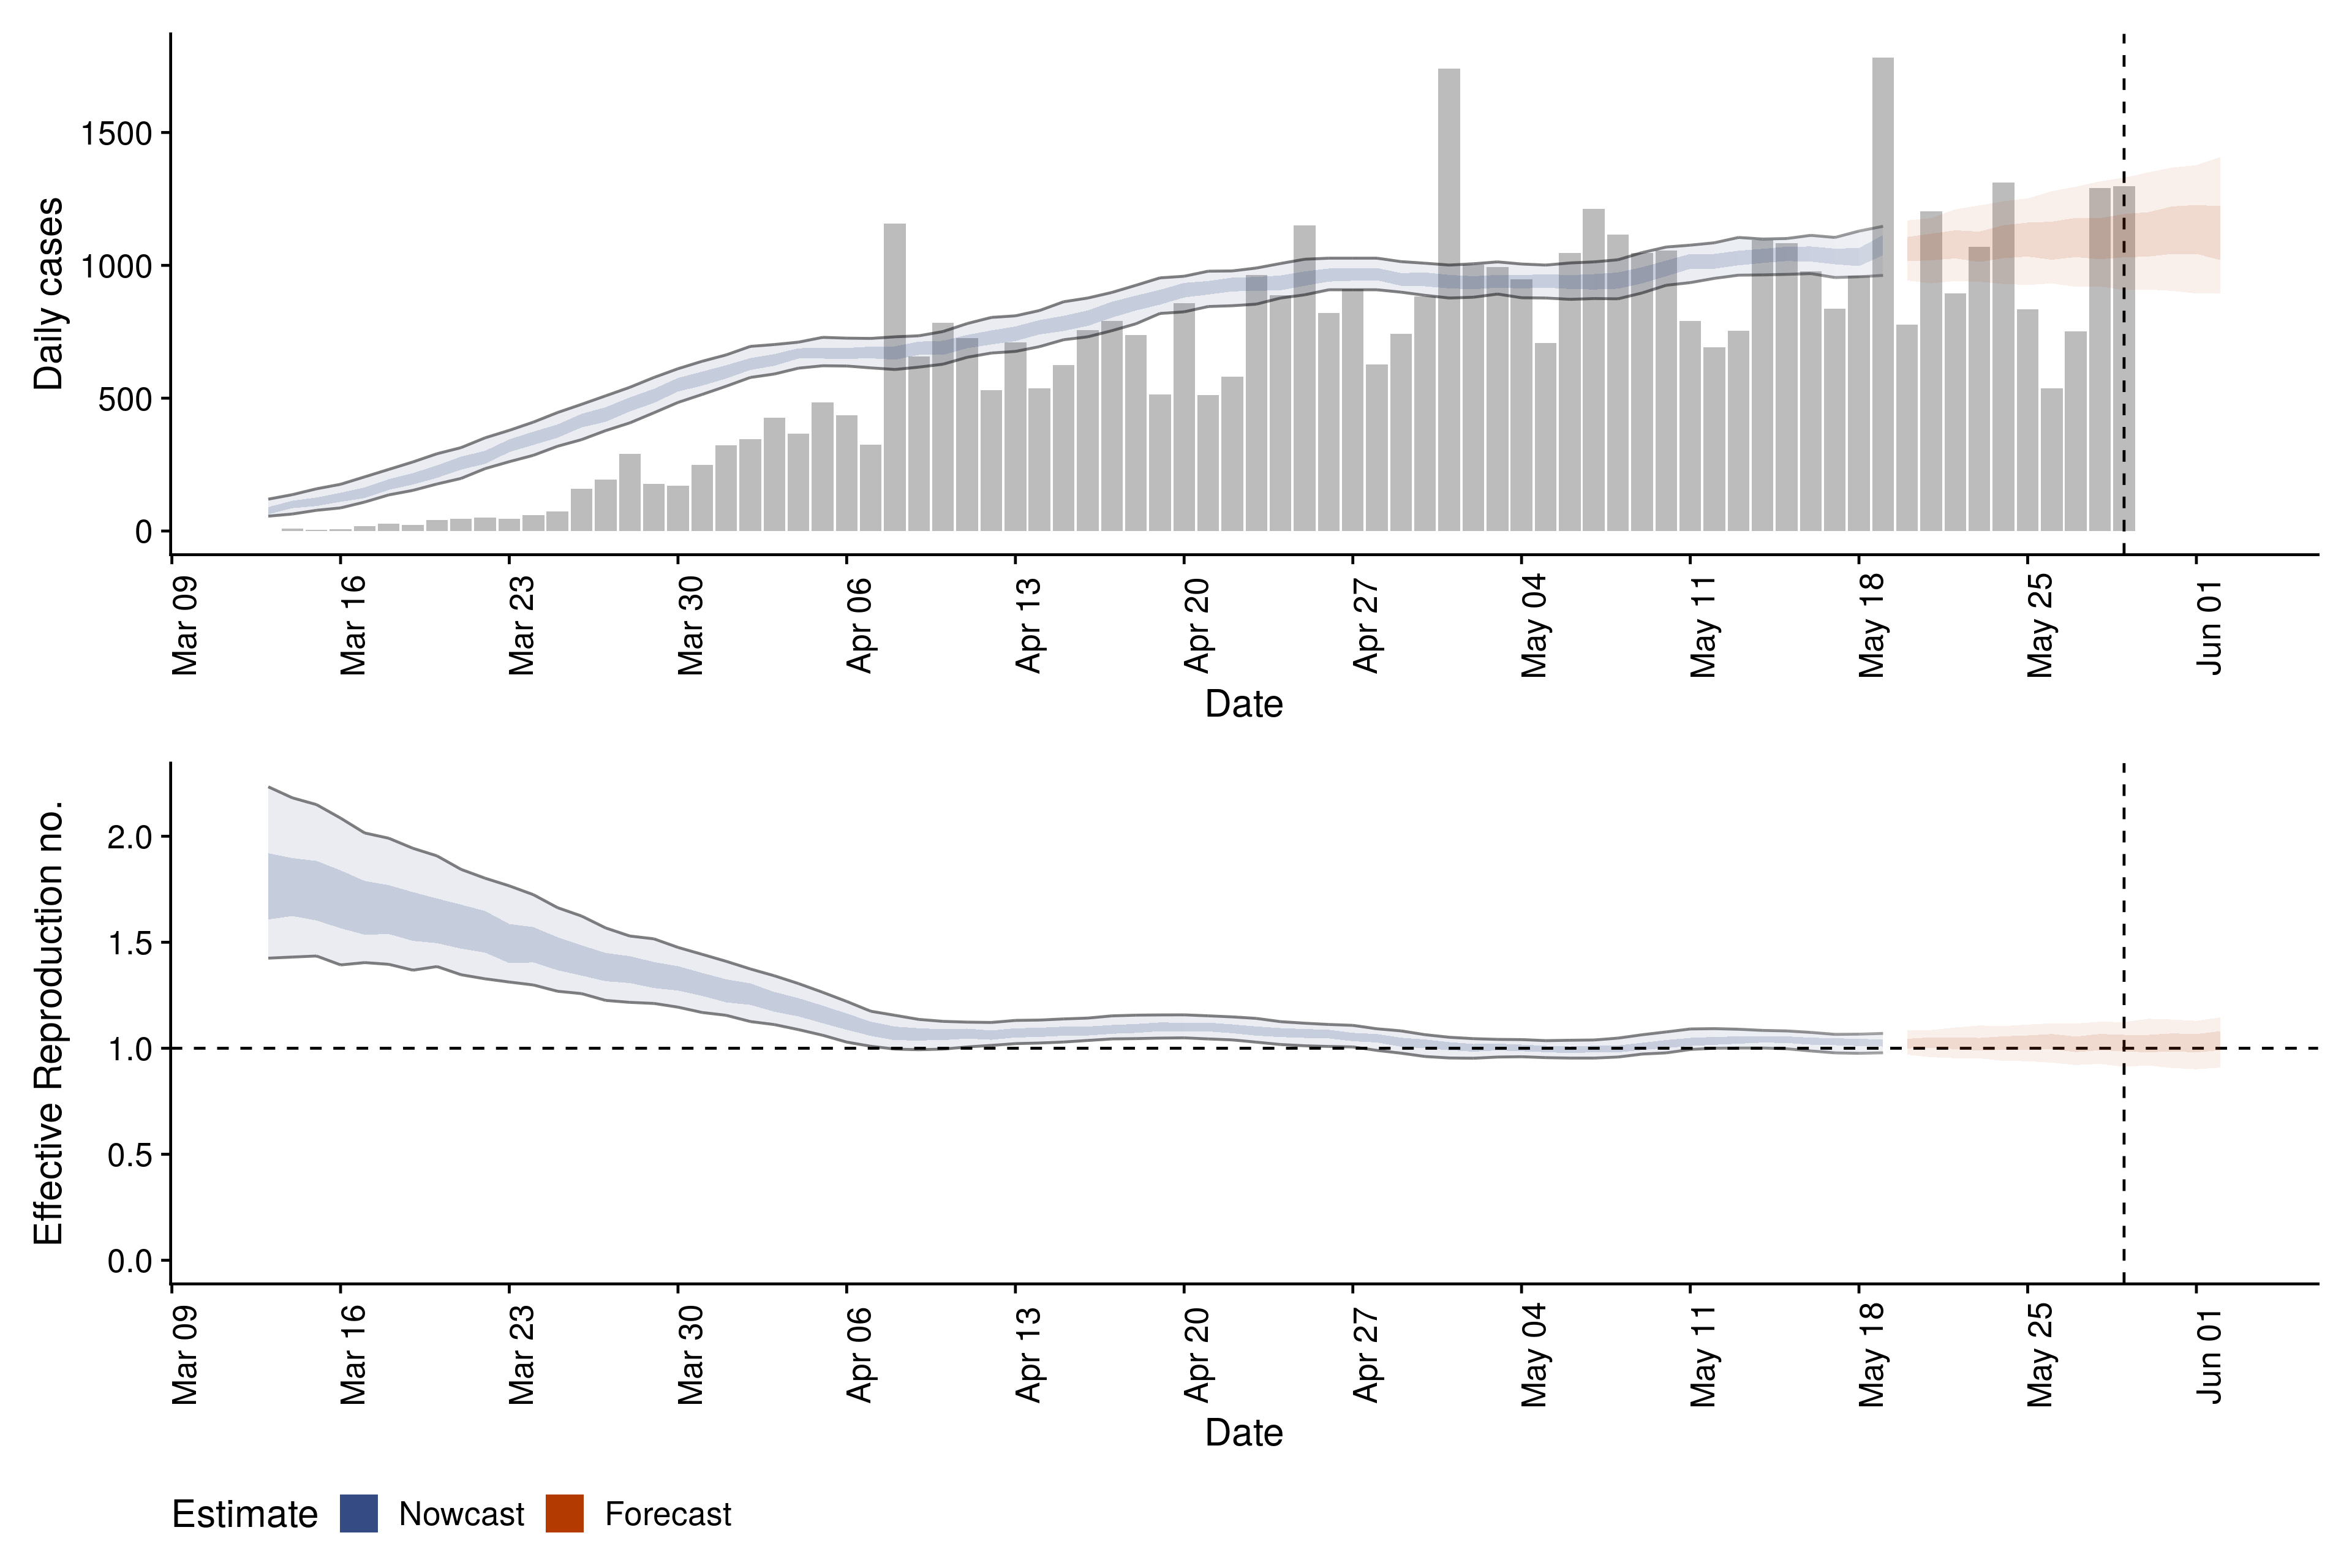 Daily cases
1500
1000
500
0
Mar 09
Mar 16
Mar 23
Mar 30
Apr 06
Apr 13
Apr 20
Apr 27
May 04
May 11
May 18
May 25
Jun 01
Date
Effective Reproduction no.
2.0
1.5
1.0
0.5
0.0
Mar 09
Mar 16
Mar 23
Mar 30
Apr 06
Apr 13
Apr 20
Apr 27
May 04
May 11
May 18
May 25
Jun 01
Date
Estimate Nowcast Forecast